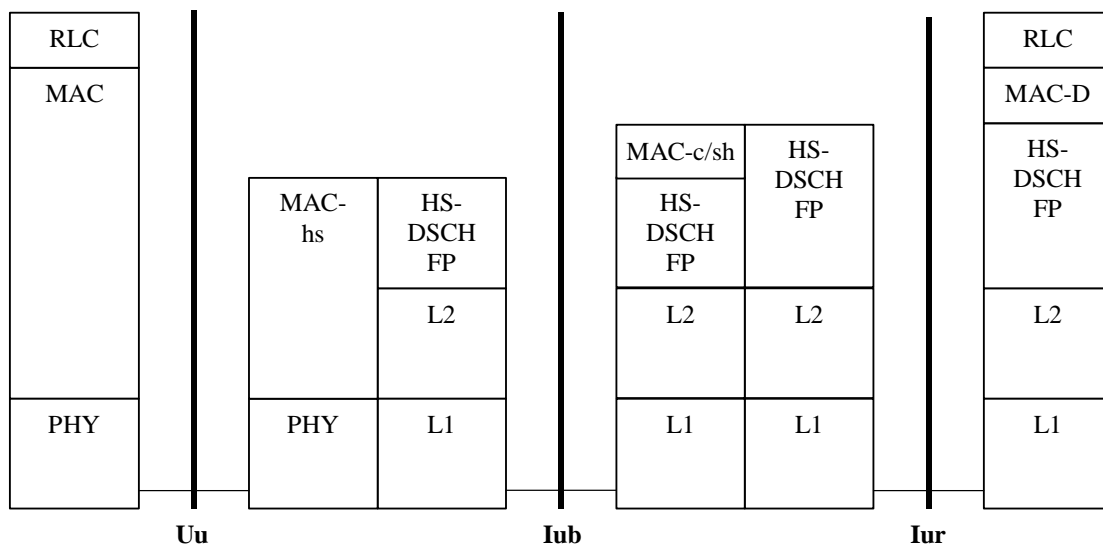 RLC
MAC
PHY
Uu
MAC-
hs
PHY
HS-
DSCH
FP
L2
L1
Iub
MAC-c/sh
HS-
DSCH
FP
L2
L1
HS-
DSCH
FP
L2
L1
Iur
RLC
MAC-D
HS-
DSCH
FP
L2
L1